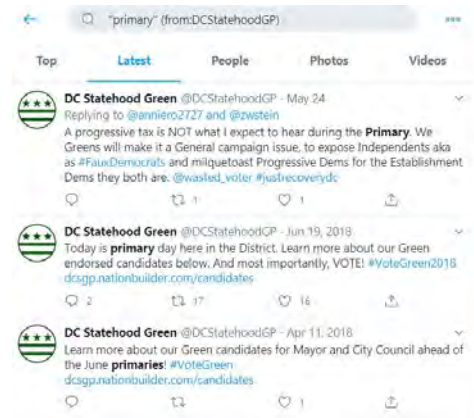 "primary" (from:DCStatehoodGP)
Top Latest People Photos Videos
DC Statehood Green @DCStatehoodGP · May 24
Replying to @anniero2727 and @zwstein
A progressive tax is NOT what I expect to hear during the Primary. We
Greens will make it a General campaign issue, to expose Independents aka
as #FauxDemocrats and milquetoast Progressive Dems for the Establishment
Dems they both are. @wasted_voter #justrecoverydc
1 1
DC Statehood Green @DCStatehoodGP · Jun 19, 2018
Today is primary day here in the District. Learn more about our Green
endorsed candidates below. And most importantly, VOTE! #VoteGreen2018
dcsgp.nationbuilder.com/candidates
2 17 16
DC Statehood Green @DCStatehoodGP · Apr 11, 2018
Learn more about our Green candidates for Mayor and City Council ahead of
the June primaries! #VoteGreen
dcsgp.nationbuilder.com/candidates
1